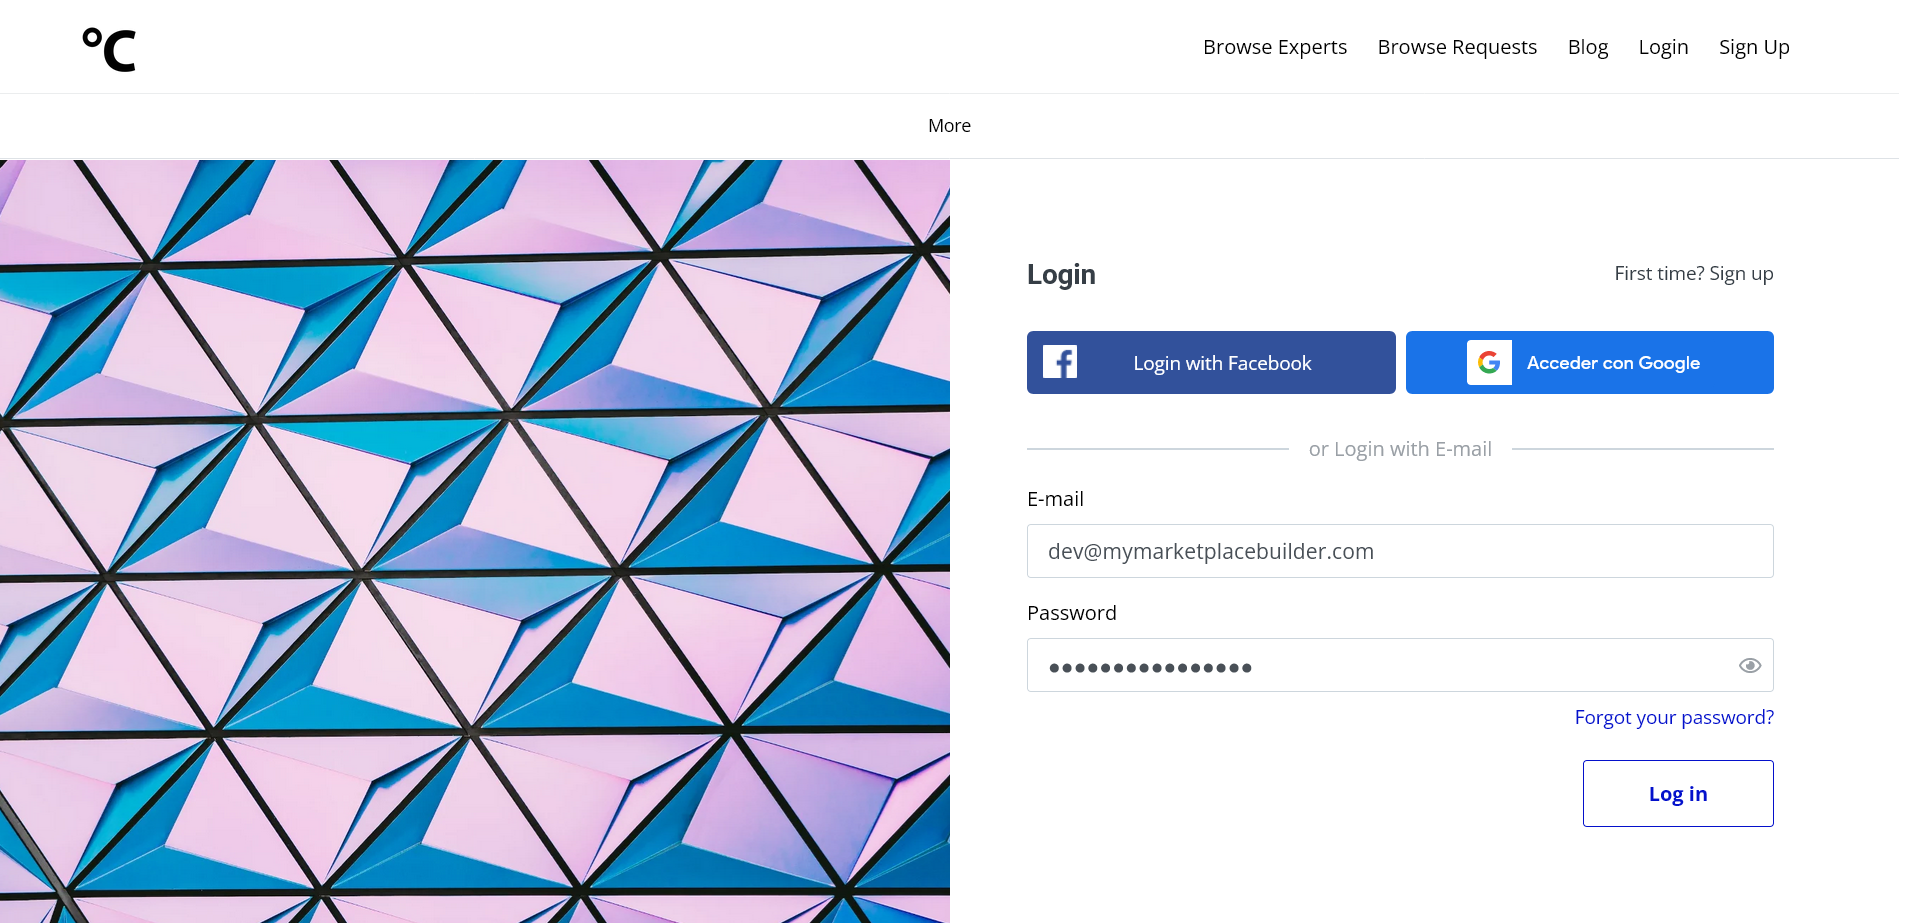 °C
Browse Experts Browse Requests Blog Login Sign Up
More
Login
First time? Sign up
Login with Facebook
Acceder con Google
or Login with E-mail
E-mail
dev@mymarketplacebuilder.com
Password
••••••••••••••••
Forgot your password?
Log in